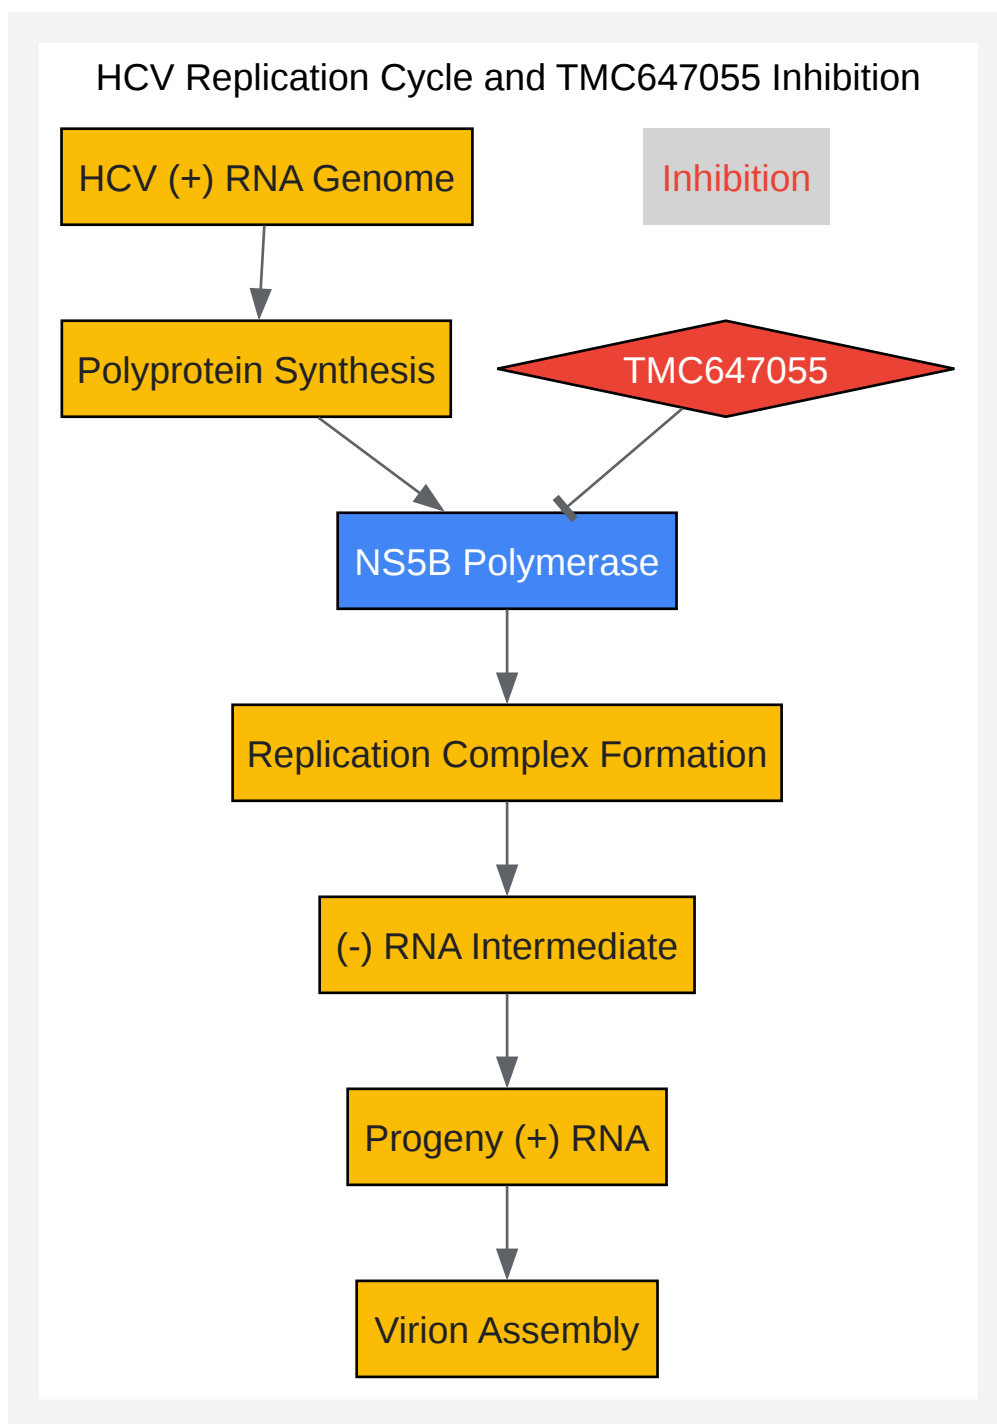 HCV Replication Cycle and TMC647055 Inhibition
HCV (+) RNA Genome
Inhibition
Polyprotein Synthesis
TMC647055
NS5B Polymerase
Replication Complex Formation
(-) RNA Intermediate
Progeny (+) RNA
Virion Assembly